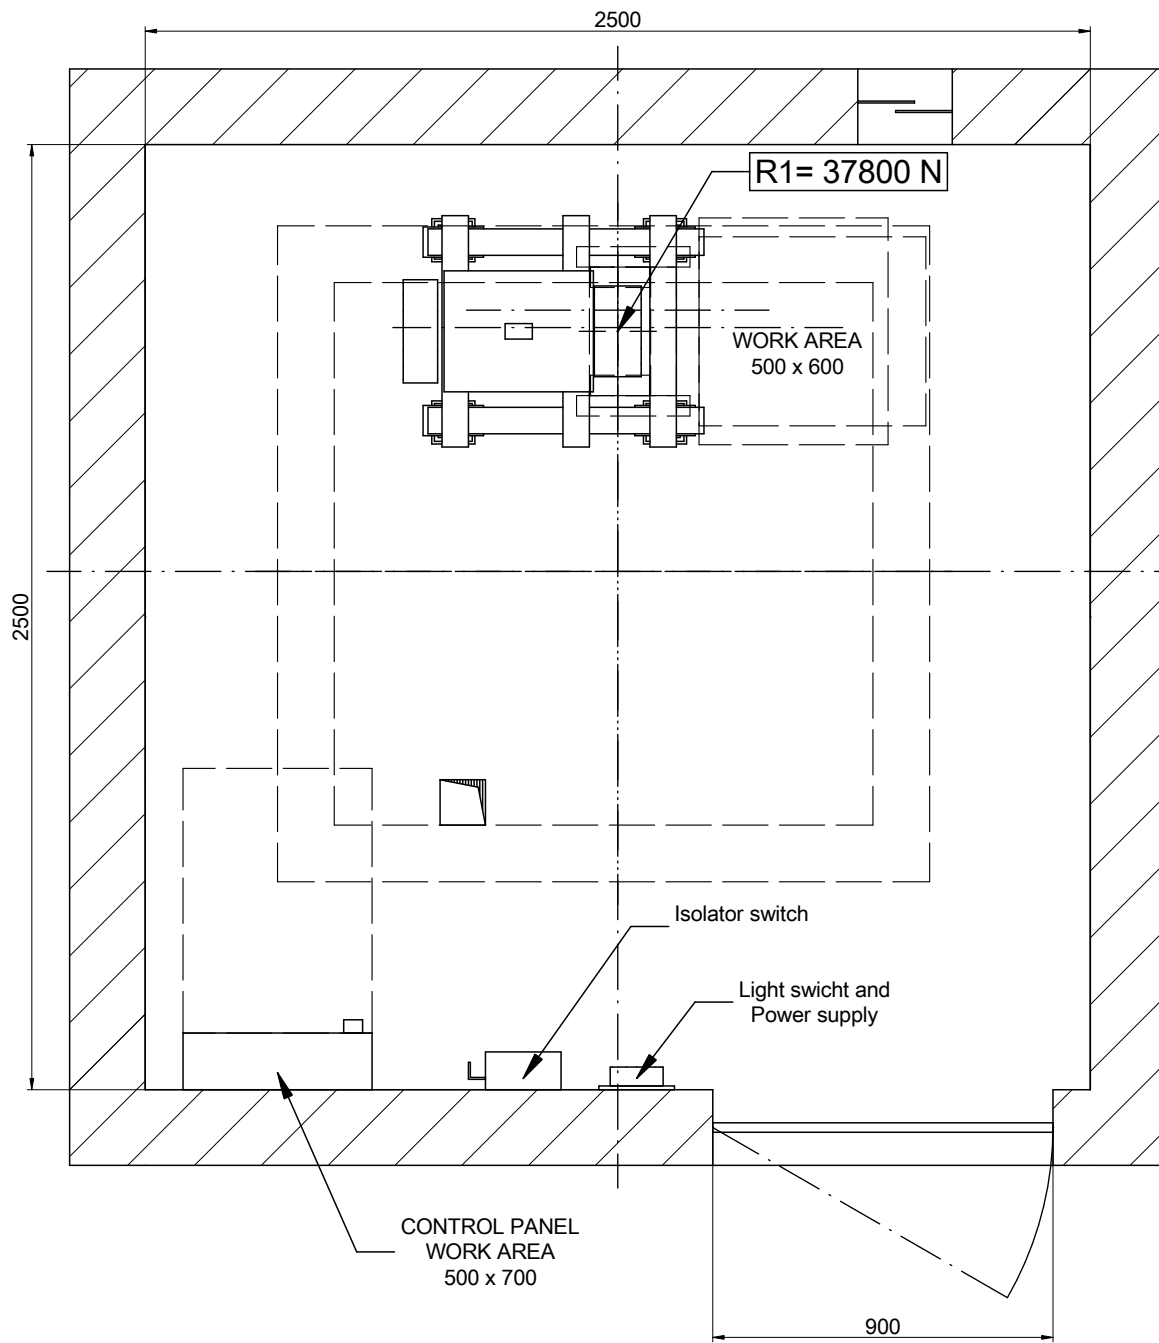 2500
R1= 37800 N
WORK AREA
500 x 600
2500
Isolator switch
Light swicht and
Power supply
CONTROL PANEL
WORK AREA
500 x 700
900